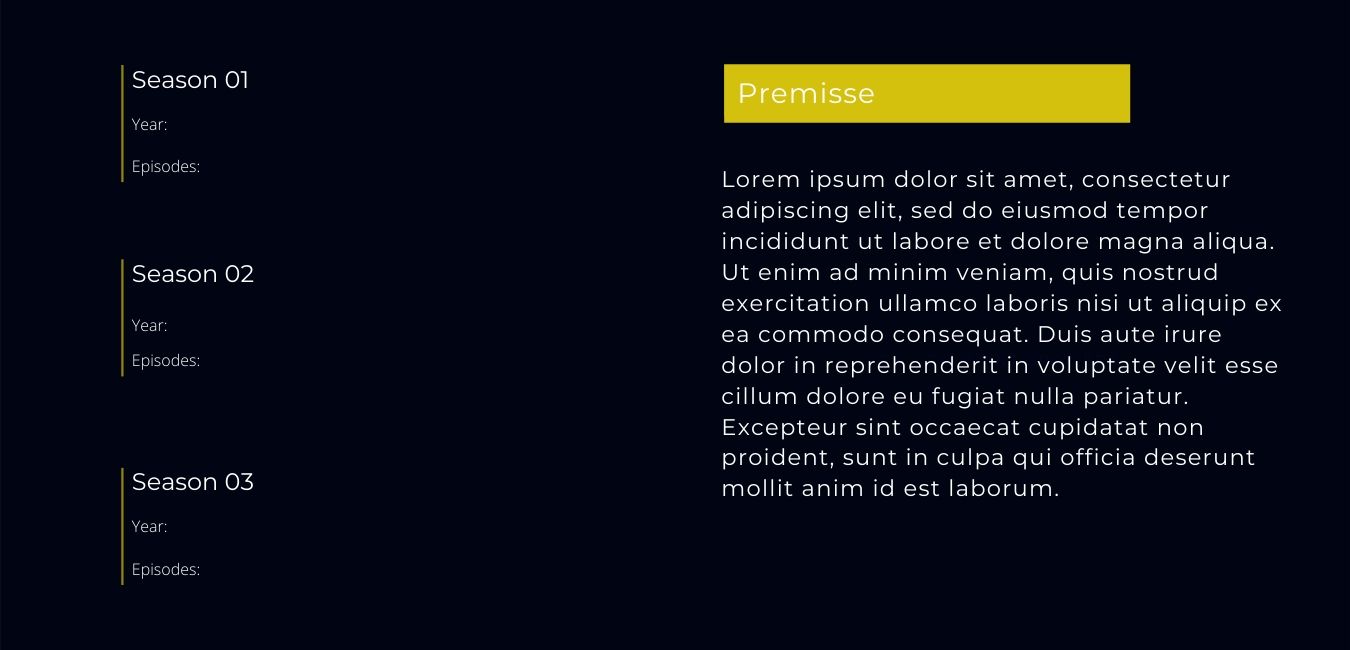 Season 01
Year:
Episodes:
Season 02
Year:
Episodes:
Season 03
Year:
Episodes:
Premisse
Lorem ipsum dolor sit amet, consectetur
adipiscing elit, sed do eiusmod tempor
incididunt ut labore et dolore magna aliqua.
Ut enim ad minim veniam, quis nostrud
exercitation ullamco laboris nisi ut aliquip ex
ea commodo consequat. Duis aute irure
dolor in reprehenderit in voluptate velit esse
cillum dolore eu fugiat nulla pariatur.
Excepteur sint occaecat cupidatat non
proident, sunt in culpa qui officia deserunt
mollit anim id est laborum.